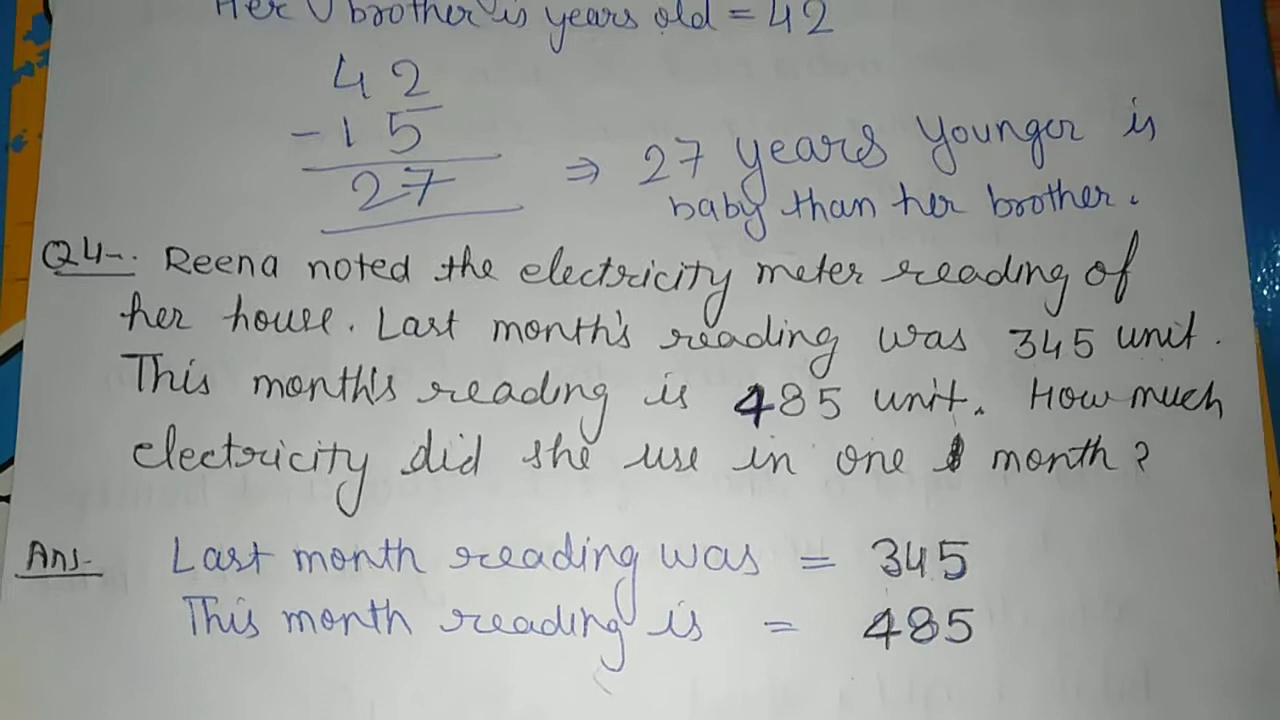 Her brother is years old = 42
42
-15
27
⇒ 27 years younger is
baby than her brother.
Q4-. Reena noted the electricity meter reading of
her house. Last month's reading was 345 unit.
This month's reading is 485 unit. How much
electricity did she use in one month?
Ans- Last month reading was = 345
This month reading is = 485